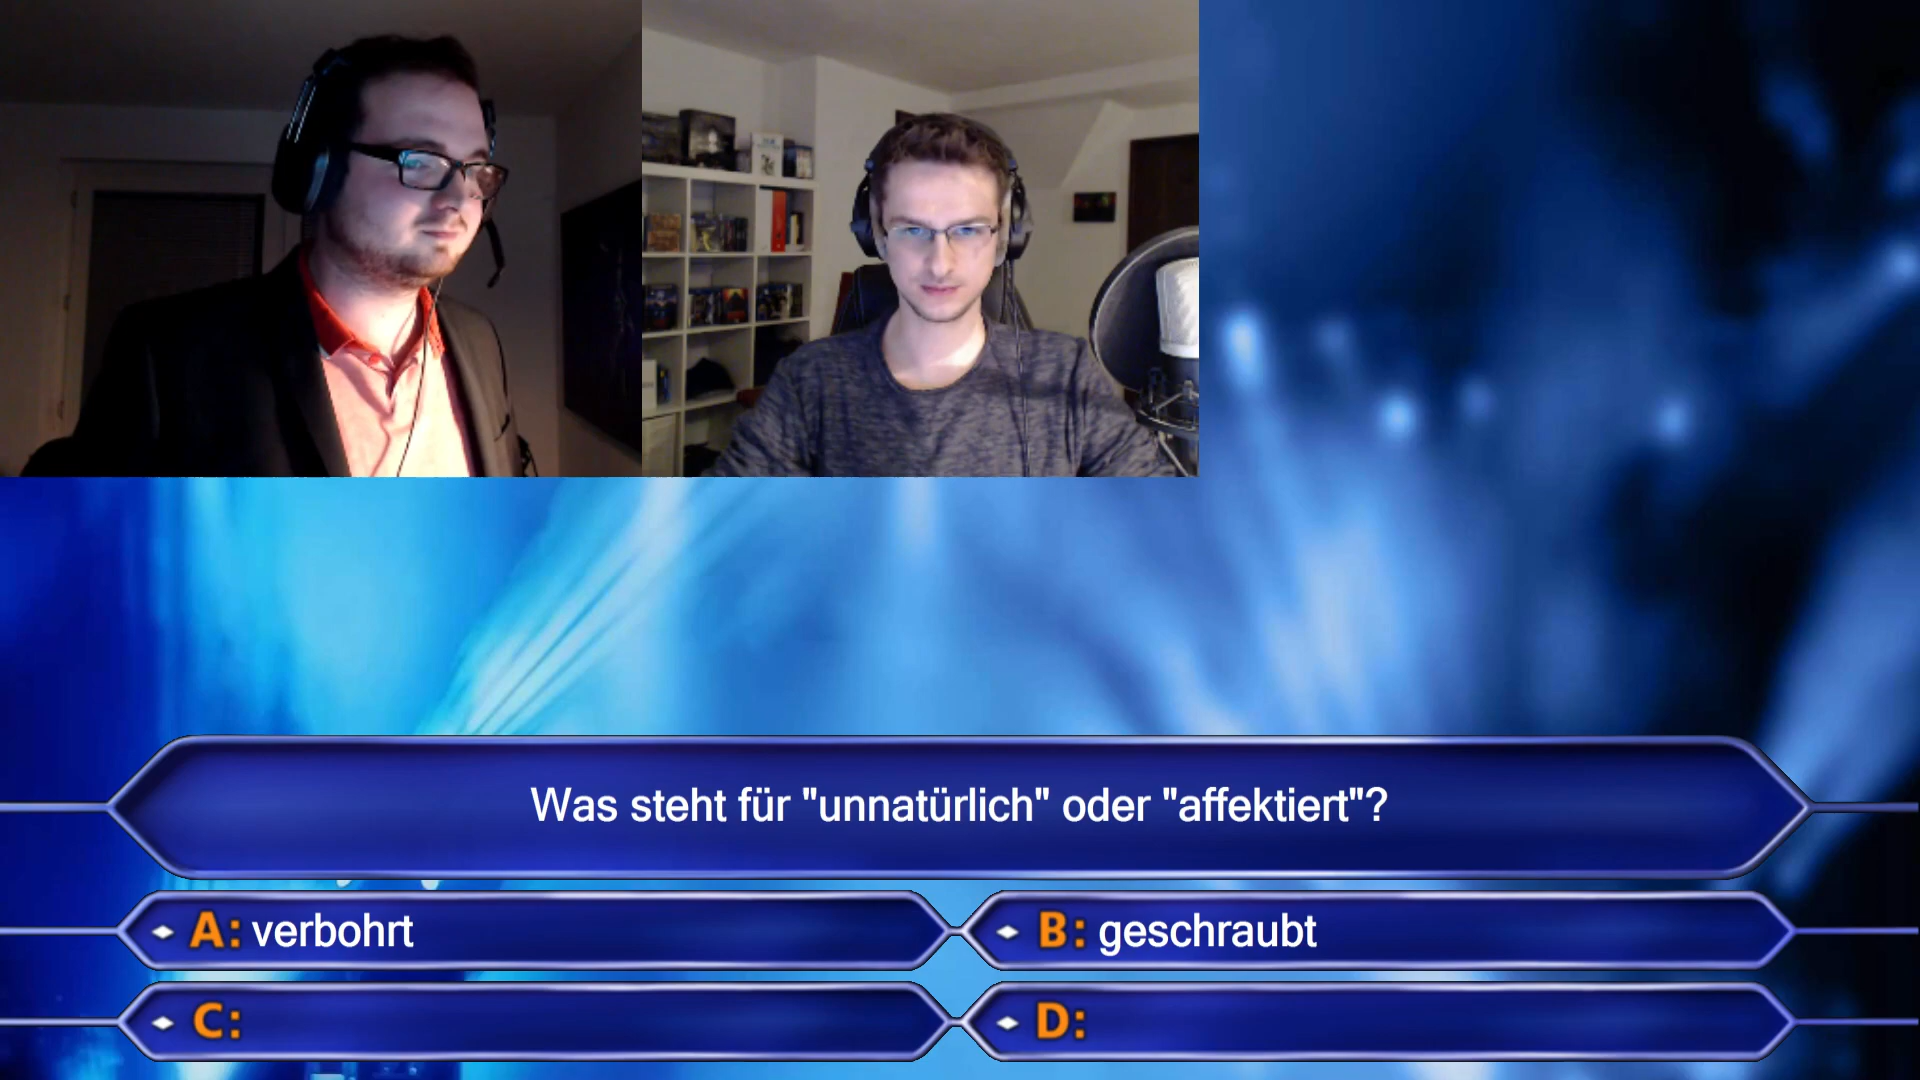 Was steht für "unnatürlich" oder "affektiert"?
A: verbohrt
B: geschraubt
C:
D: